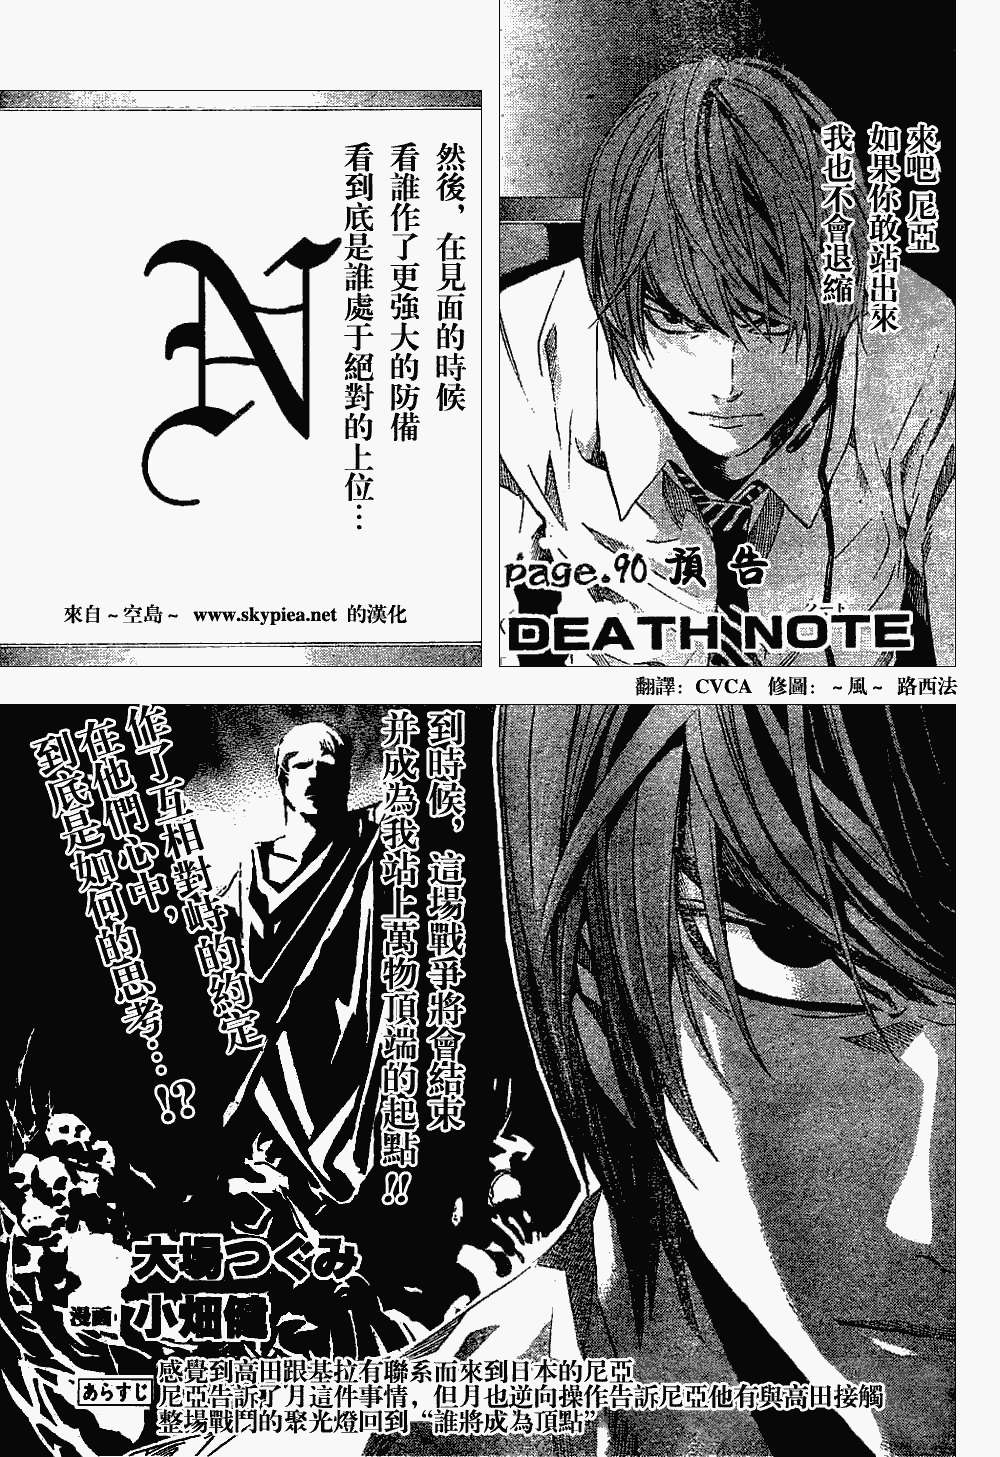 來吧 尼亞
如果你敢站出來
我也不會退縮
page.90 預告
ノート
DEATH NOTE
然後，在見面的時候
看誰作了更強大的防備
看到底是誰處于絕對的上位…
N
來自～空島～ www.skypiea.net 的漢化
翻譯：CVCA 修圖：～風～ 路西法
到時候，這場戰爭將會結束
并成為我站上萬物頂端的起點!!
作了互相對峙的約定
在他們心中，
到底是如何的思考…!?
大場つぐみ
漫画 小畑健
あらすじ
感覺到高田跟基拉有聯系而來到日本的尼亞
尼亞告訴了月這件事情，但月也逆向操作告訴尼亞他有與高田接觸
整場戰鬥的聚光燈回到“誰將成為頂點”